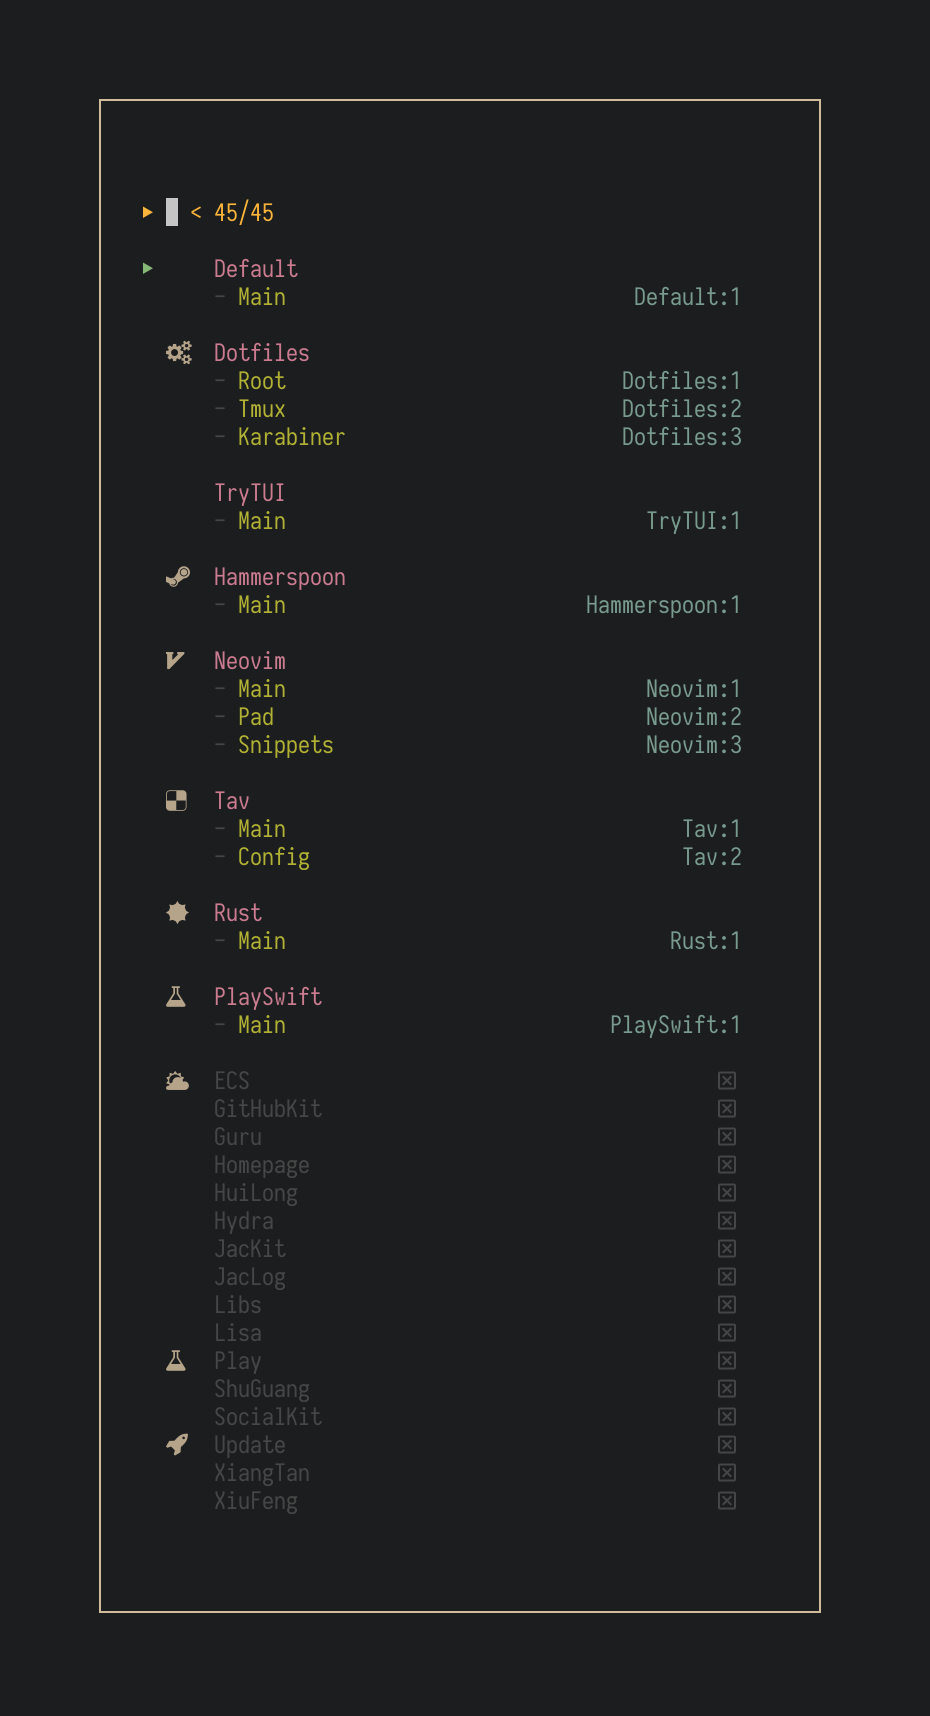 < 45/45
Default
- Main Default:1
Dotfiles
- Root Dotfiles:1
- Tmux Dotfiles:2
- Karabiner Dotfiles:3
TryTUI
- Main TryTUI:1
Hammerspoon
- Main Hammerspoon:1
Neovim
- Main Neovim:1
- Pad Neovim:2
- Snippets Neovim:3
Tav
- Main Tav:1
- Config Tav:2
Rust
- Main Rust:1
PlaySwift
- Main PlaySwift:1
ECS
GitHubKit
Guru
Homepage
HuiLong
Hydra
JacKit
JacLog
Libs
Lisa
Play
ShuGuang
SocialKit
Update
XiangTan
XiuFeng